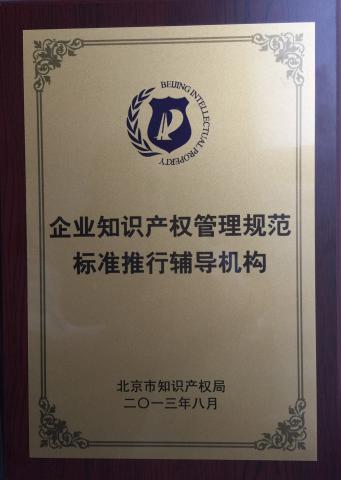 BEIJING INTELLECTUAL PROPERTY
企业知识产权管理规范
标准推行辅导机构
北京市知识产权局
二〇一三年八月